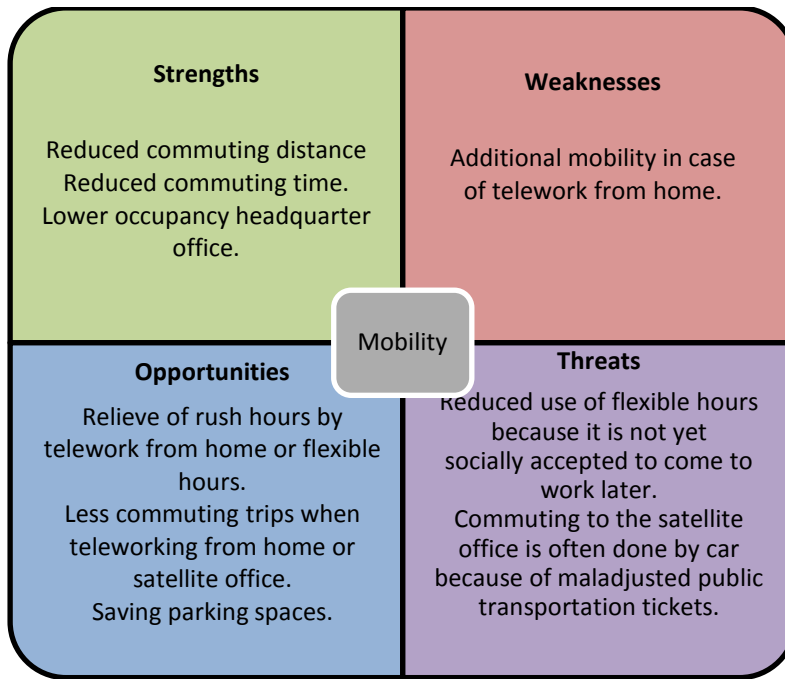 Strengths
Reduced commuting distance
Reduced commuting time.
Lower occupancy headquarter
office.
Weaknesses
Additional mobility in case
of telework from home.
Mobility
Opportunities
Relieve of rush hours by
telework from home or flexible
hours.
Less commuting trips when
teleworking from home or
satellite office.
Saving parking spaces.
Threats
Reduced use of flexible hours
because it is not yet
socially accepted to come to
work later.
Commuting to the satellite
office is often done by car
because of maladjusted public
transportation tickets.